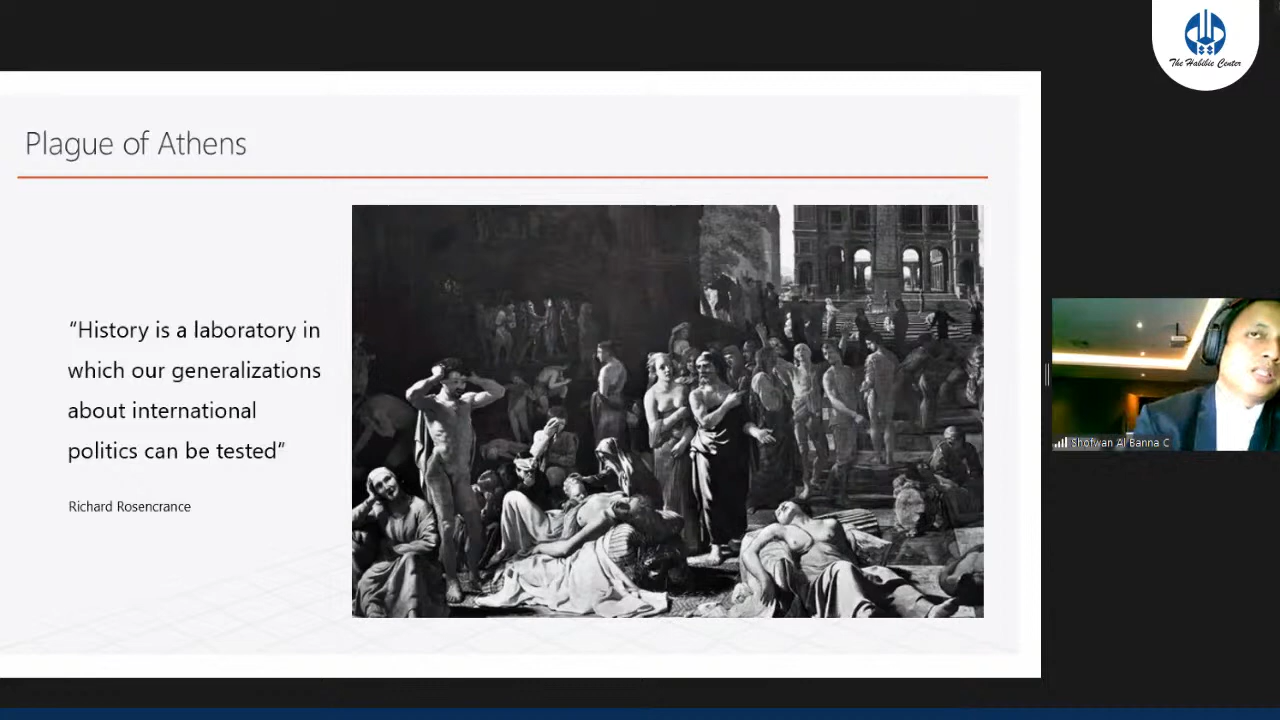 The Habibie Center
Plague of Athens
“History is a laboratory in
which our generalizations
about international
politics can be tested”
Richard Rosencrance
Shofwan Al Banna C